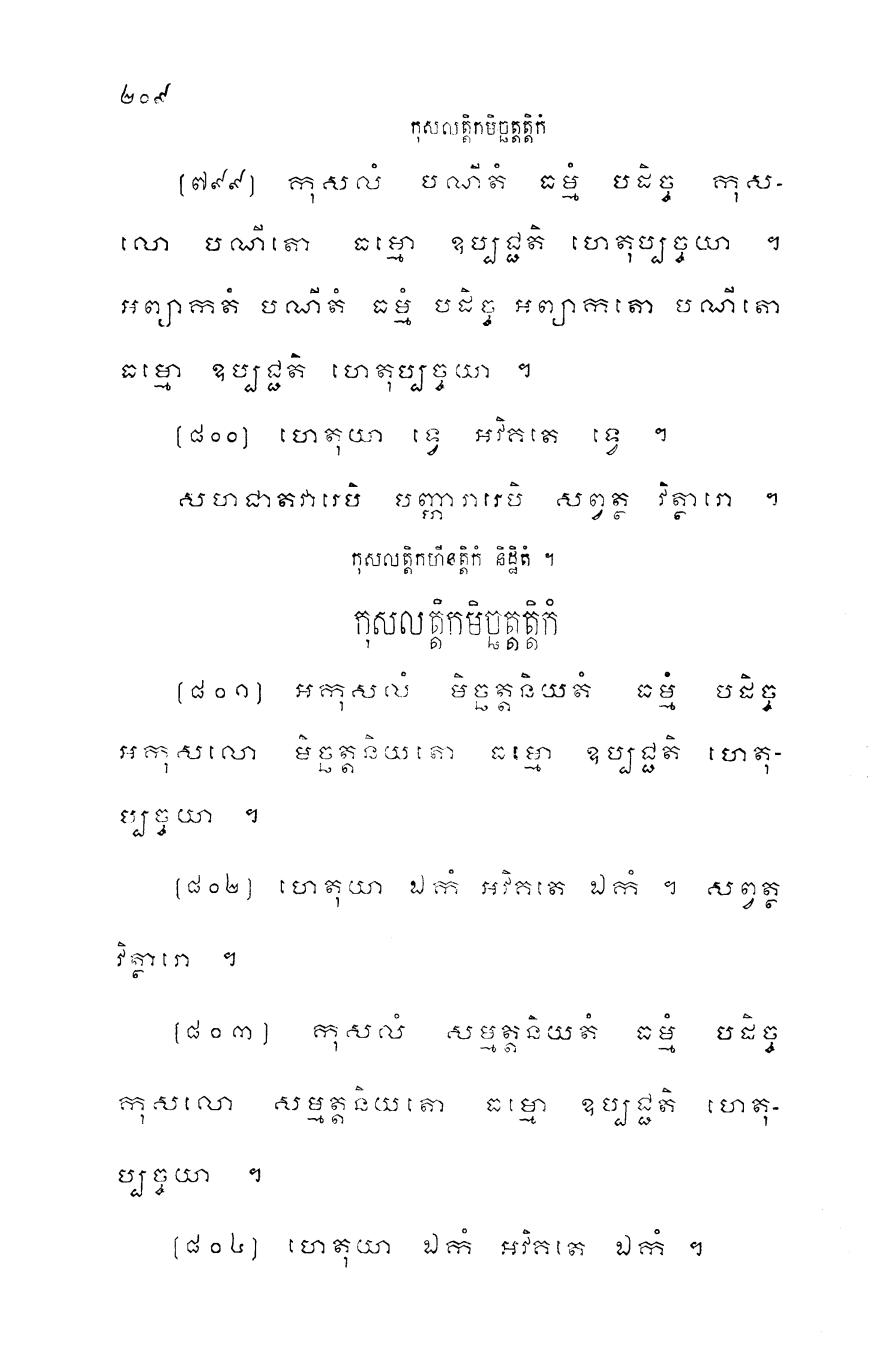 ២០៩
កុសលត្តិកមិច្ឆត្តត្តិកំ
(៧៩៩) កុសលំ បណីតំ ធម្មំ បដិច្ច កុស-
លោ បណីតោ ធម្មោ ឧប្បជ្ជតិ ហេតុប្បច្ចយា ។
អព្យាកតំ បណីតំ ធម្មំ បដិច្ច អព្យាកតោ បណីតោ
ធម្មោ ឧប្បជ្ជតិ ហេតុប្បច្ចយា ។
(៨០០) ហេតុយា ទ្វេ អវិគតេ ទ្វេ ។
សហជាតវារេបិ បញ្ហារារេបិ សព្វត្ថ វិត្ថារោ ។
កុសលត្តិកហីនត្តិកំ និដ្ឋិតំ ។
កុសលត្តិកមិច្ឆត្តត្តិកំ
(៨០១) អកុសលំ មិច្ឆត្តនិយតំ ធម្មំ បដិច្ច
អកុសលោ មិច្ឆត្តនិយតោ ធម្មោ ឧប្បជ្ជតិ ហេតុ-
ប្បច្ចយា ។
(៨០២) ហេតុយា ឯកំ អវិគតេ ឯកំ ។ សព្វត្ថ
វិត្ថារោ ។
(៨០៣) កុសលំ សម្មត្តនិយតំ ធម្មំ បដិច្ច
កុសលោ សម្មត្តនិយតោ ធម្មោ ឧប្បជ្ជតិ ហេតុ-
ប្បច្ចយា ។
(៨០៤) ហេតុយា ឯកំ អវិគតេ ឯកំ ។